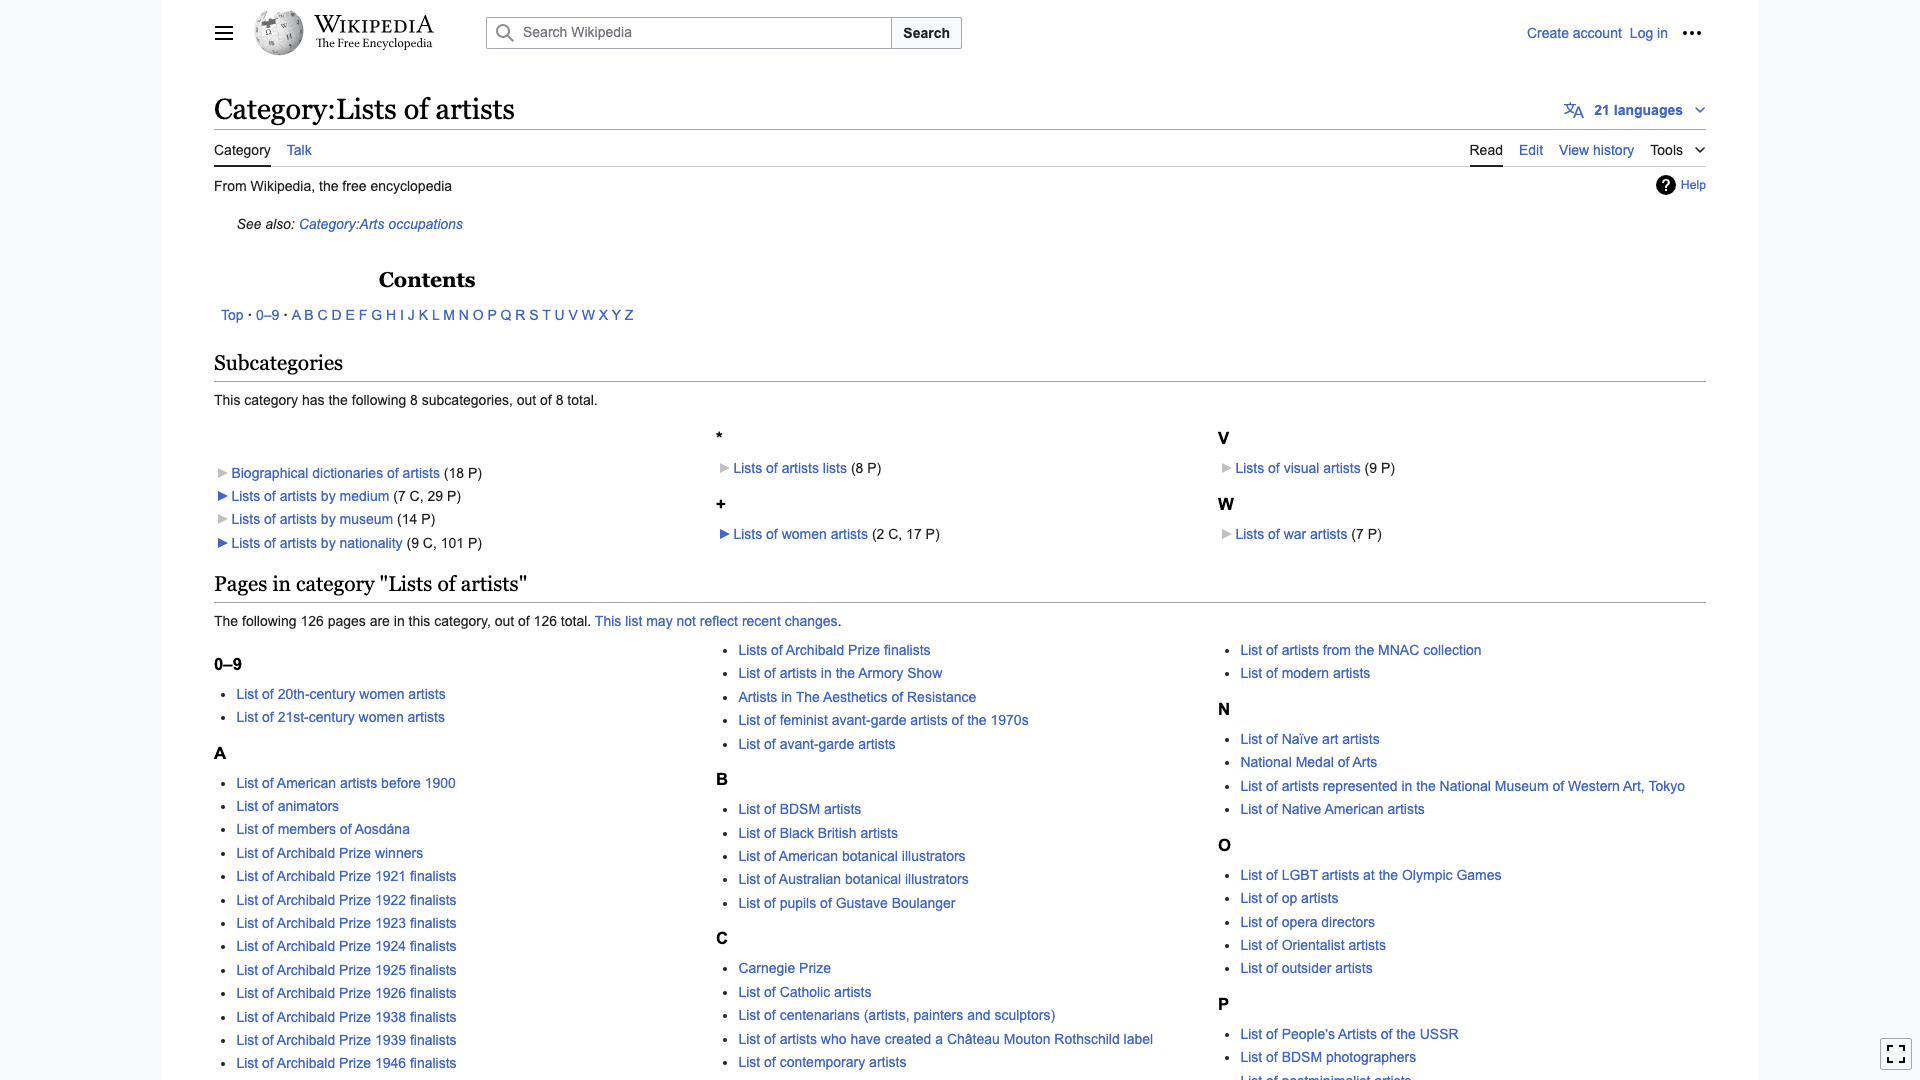 WIKIPEDIA
The Free Encyclopedia
Search Wikipedia
Search
Create account
Log in
Category:Lists of artists
21 languages
Category
Talk
Read
Edit
View history
Tools
From Wikipedia, the free encyclopedia
Help
See also: Category:Arts occupations
Contents
Top · 0–9 · A B C D E F G H I J K L M N O P Q R S T U V W X Y Z
Subcategories
This category has the following 8 subcategories, out of 8 total.
► Biographical dictionaries of artists (18 P)
► Lists of artists by medium (7 C, 29 P)
► Lists of artists by museum (14 P)
► Lists of artists by nationality (9 C, 101 P)
*
► Lists of artists lists (8 P)
+
► Lists of women artists (2 C, 17 P)
V
► Lists of visual artists (9 P)
W
► Lists of war artists (7 P)
Pages in category "Lists of artists"
The following 126 pages are in this category, out of 126 total. This list may not reflect recent changes.
0–9
• List of 20th-century women artists
• List of 21st-century women artists
A
• List of American artists before 1900
• List of animators
• List of members of Aosdána
• List of Archibald Prize winners
• List of Archibald Prize 1921 finalists
• List of Archibald Prize 1922 finalists
• List of Archibald Prize 1923 finalists
• List of Archibald Prize 1924 finalists
• List of Archibald Prize 1925 finalists
• List of Archibald Prize 1926 finalists
• List of Archibald Prize 1938 finalists
• List of Archibald Prize 1939 finalists
• List of Archibald Prize 1946 finalists
• Lists of Archibald Prize finalists
• List of artists in the Armory Show
• Artists in The Aesthetics of Resistance
• List of feminist avant-garde artists of the 1970s
• List of avant-garde artists
B
• List of BDSM artists
• List of Black British artists
• List of American botanical illustrators
• List of Australian botanical illustrators
• List of pupils of Gustave Boulanger
C
• Carnegie Prize
• List of Catholic artists
• List of centenarians (artists, painters and sculptors)
• List of artists who have created a Château Mouton Rothschild label
• List of contemporary artists
• List of artists from the MNAC collection
• List of modern artists
N
• List of Naïve art artists
• National Medal of Arts
• List of artists represented in the National Museum of Western Art, Tokyo
• List of Native American artists
O
• List of LGBT artists at the Olympic Games
• List of op artists
• List of opera directors
• List of Orientalist artists
• List of outsider artists
P
• List of People's Artists of the USSR
• List of BDSM photographers
• List of postminimalist artists